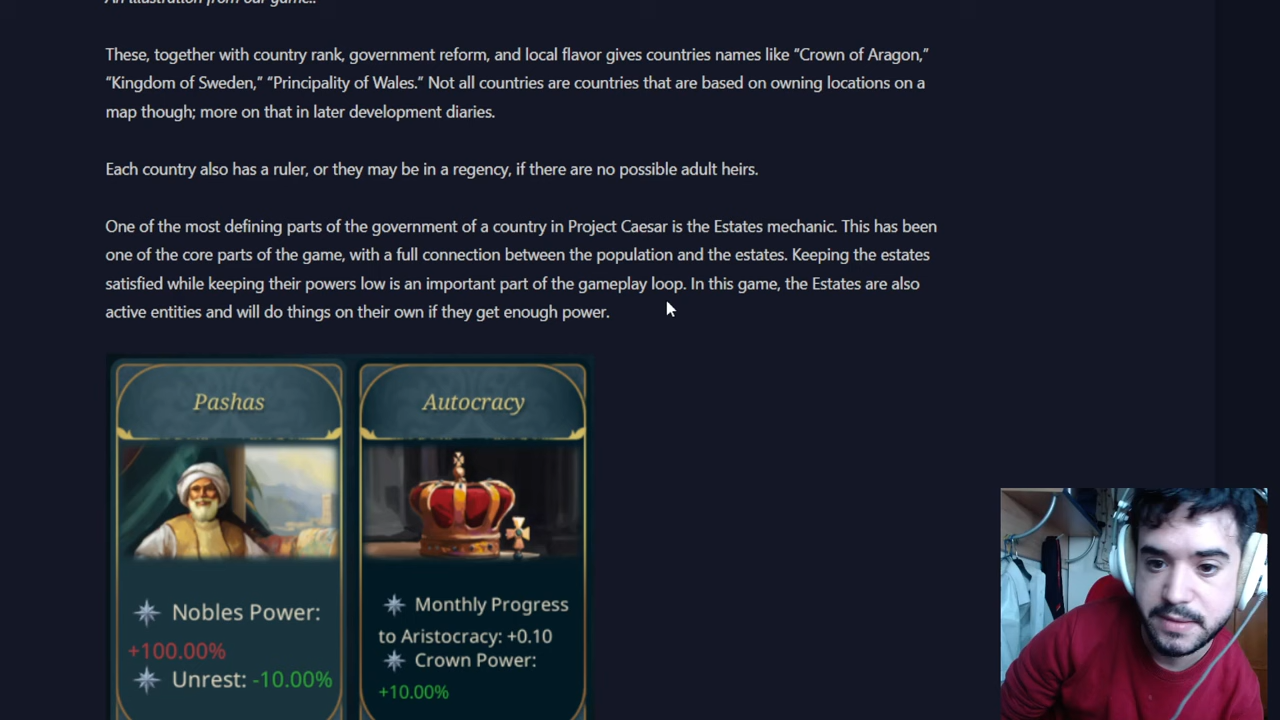 An illustration from our game..
These, together with country rank, government reform, and local flavor gives countries names like “Crown of Aragon,”
“Kingdom of Sweden,” “Principality of Wales.” Not all countries are countries that are based on owning locations on a
map though; more on that in later development diaries.
Each country also has a ruler, or they may be in a regency, if there are no possible adult heirs.
One of the most defining parts of the government of a country in Project Caesar is the Estates mechanic. This has been
one of the core parts of the game, with a full connection between the population and the estates. Keeping the estates
satisfied while keeping their powers low is an important part of the gameplay loop. In this game, the Estates are also
active entities and will do things on their own if they get enough power.
Pashas
Nobles Power:
+100.00%
Unrest: -10.00%
Autocracy
Monthly Progress
to Aristocracy: +0.10
Crown Power:
+10.00%